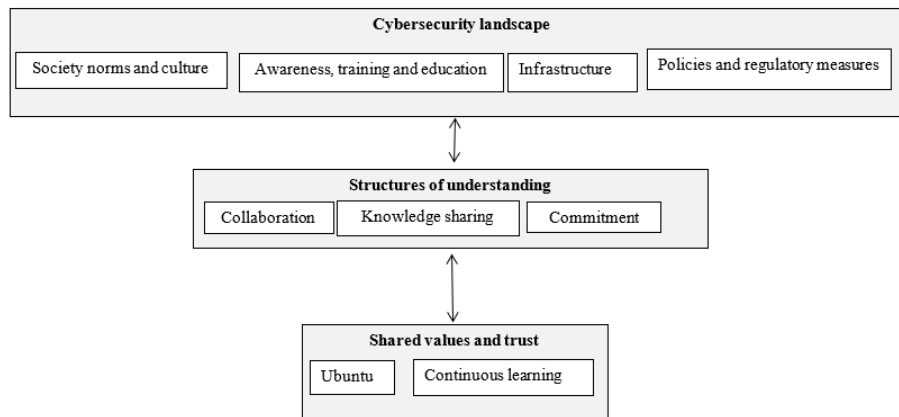 Cybersecurity landscape
Society norms and culture
Awareness, training and education
Infrastructure
Policies and regulatory measures
Structures of understanding
Collaboration
Knowledge sharing
Commitment
Shared values and trust
Ubuntu
Continuous learning